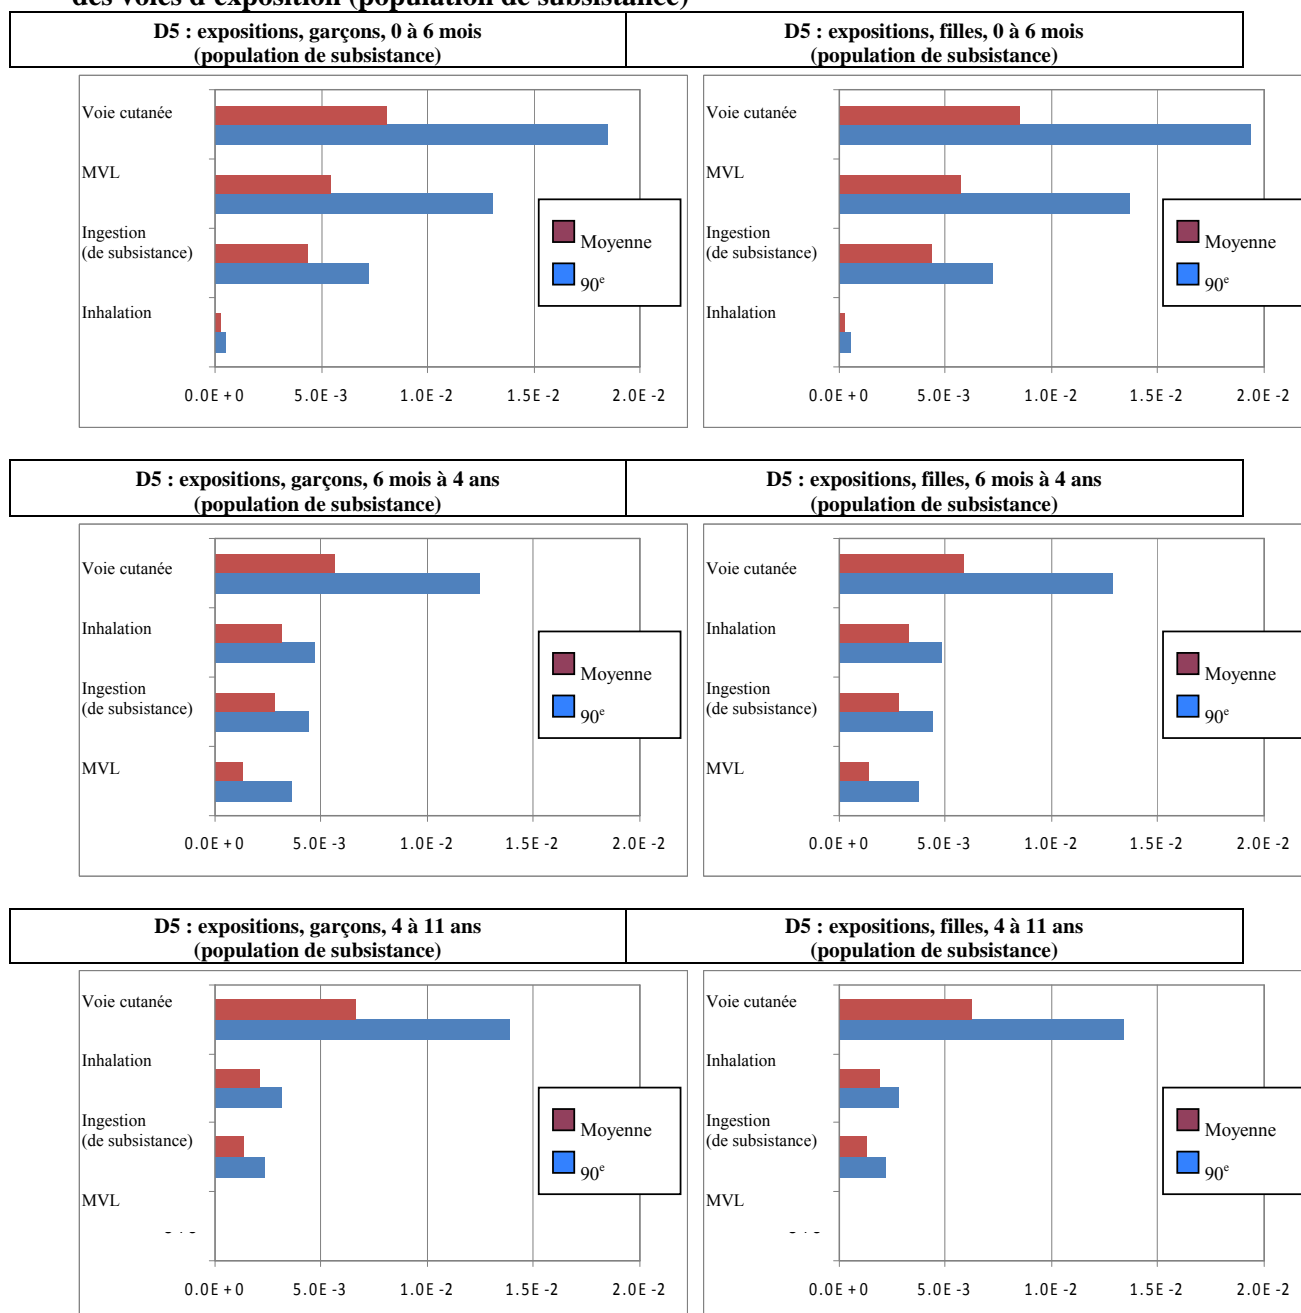 des voies d'exposition (population de subsistance)
D5 : expositions, garçons, 0 à 6 mois
(population de subsistance)
D5 : expositions, filles, 0 à 6 mois
(population de subsistance)
Voie cutanée
MVL
Ingestion
(de subsistance)
Inhalation
Moyenne
90e
0.0E + 0 5.0E -3 1.0E -2 1.5E -2 2.0E -2
Voie cutanée
MVL
Ingestion
(de subsistance)
Inhalation
Moyenne
90e
0.0E + 0 5.0E -3 1.0E -2 1.5E -2 2.0E -2
D5 : expositions, garçons, 6 mois à 4 ans
(population de subsistance)
D5 : expositions, filles, 6 mois à 4 ans
(population de subsistance)
Voie cutanée
Inhalation
Ingestion
(de subsistance)
MVL
Moyenne
90e
0.0E + 0 5.0E -3 1.0E -2 1.5E -2 2.0E -2
Voie cutanée
Inhalation
Ingestion
(de subsistance)
MVL
Moyenne
90e
0.0E + 0 5.0E -3 1.0E -2 1.5E -2 2.0E -2
D5 : expositions, garçons, 4 à 11 ans
(population de subsistance)
D5 : expositions, filles, 4 à 11 ans
(population de subsistance)
Voie cutanée
Inhalation
Ingestion
(de subsistance)
MVL
Moyenne
90e
0.0E + 0 5.0E -3 1.0E -2 1.5E -2 2.0E -2
Voie cutanée
Inhalation
Ingestion
(de subsistance)
MVL
Moyenne
90e
0.0E + 0 5.0E -3 1.0E -2 1.5E -2 2.0E -2